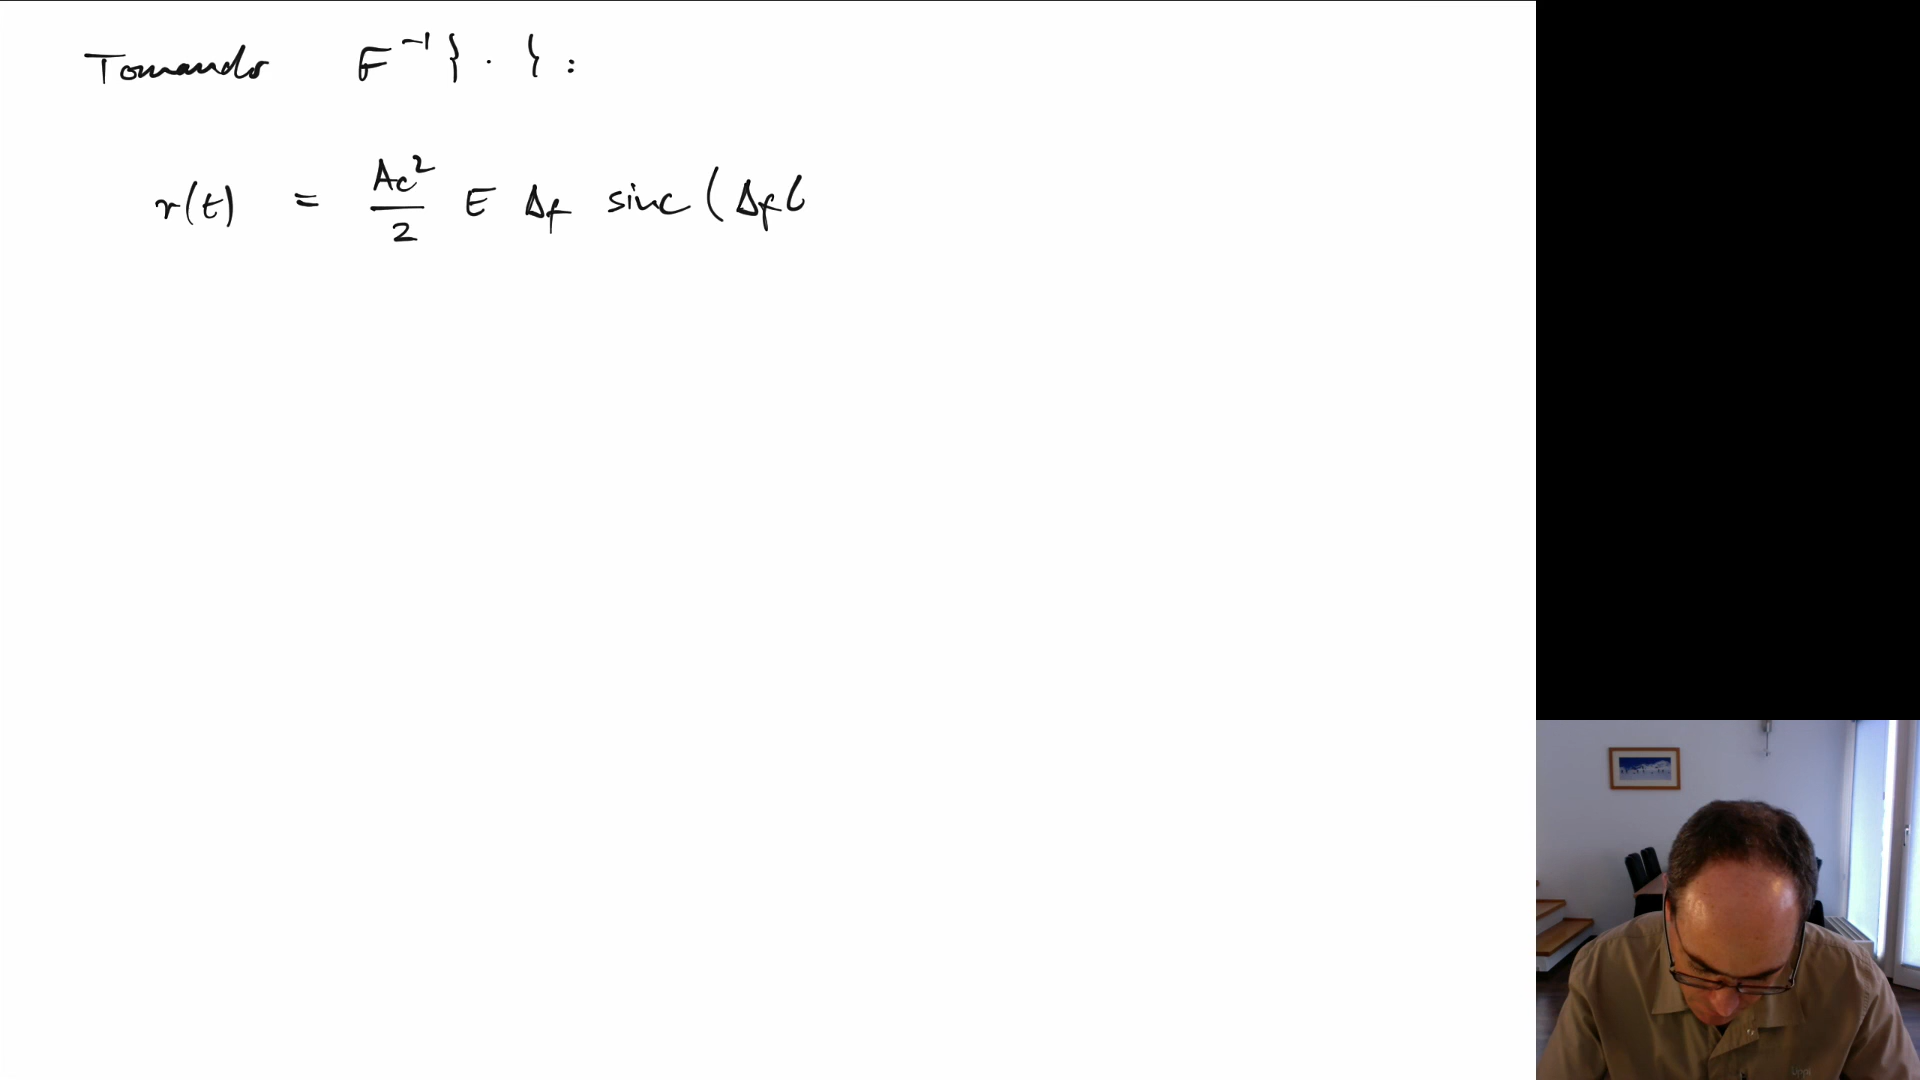 Tomando F⁻¹{ · } :
r(t) = Ac²/2 E Δf sinc (Δf(